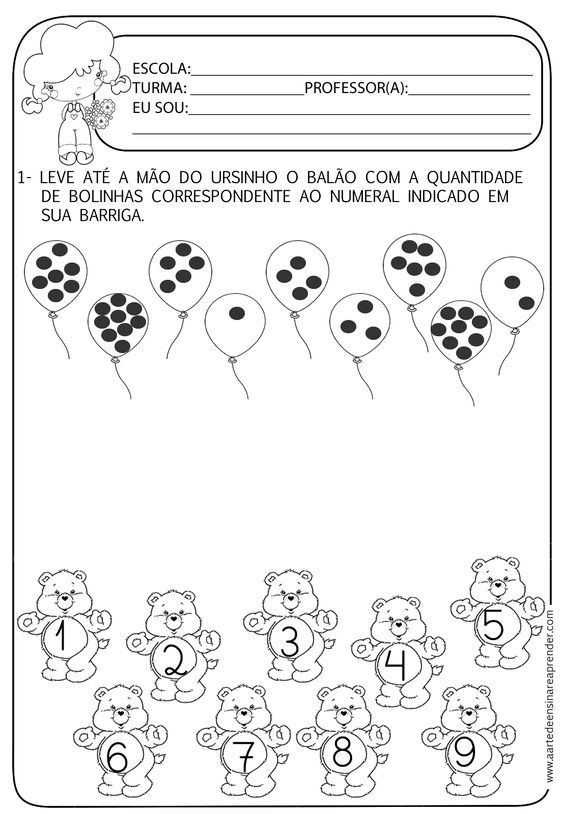 ESCOLA:
TURMA: PROFESSOR(A):
EU SOU:
1- LEVE ATÉ A MÃO DO URSINHO O BALÃO COM A QUANTIDADE
DE BOLINHAS CORRESPONDENTE AO NUMERAL INDICADO EM
SUA BARRIGA.
1 2 3 4 5
6 7 8 9
www.aartedeensinareaprender.com